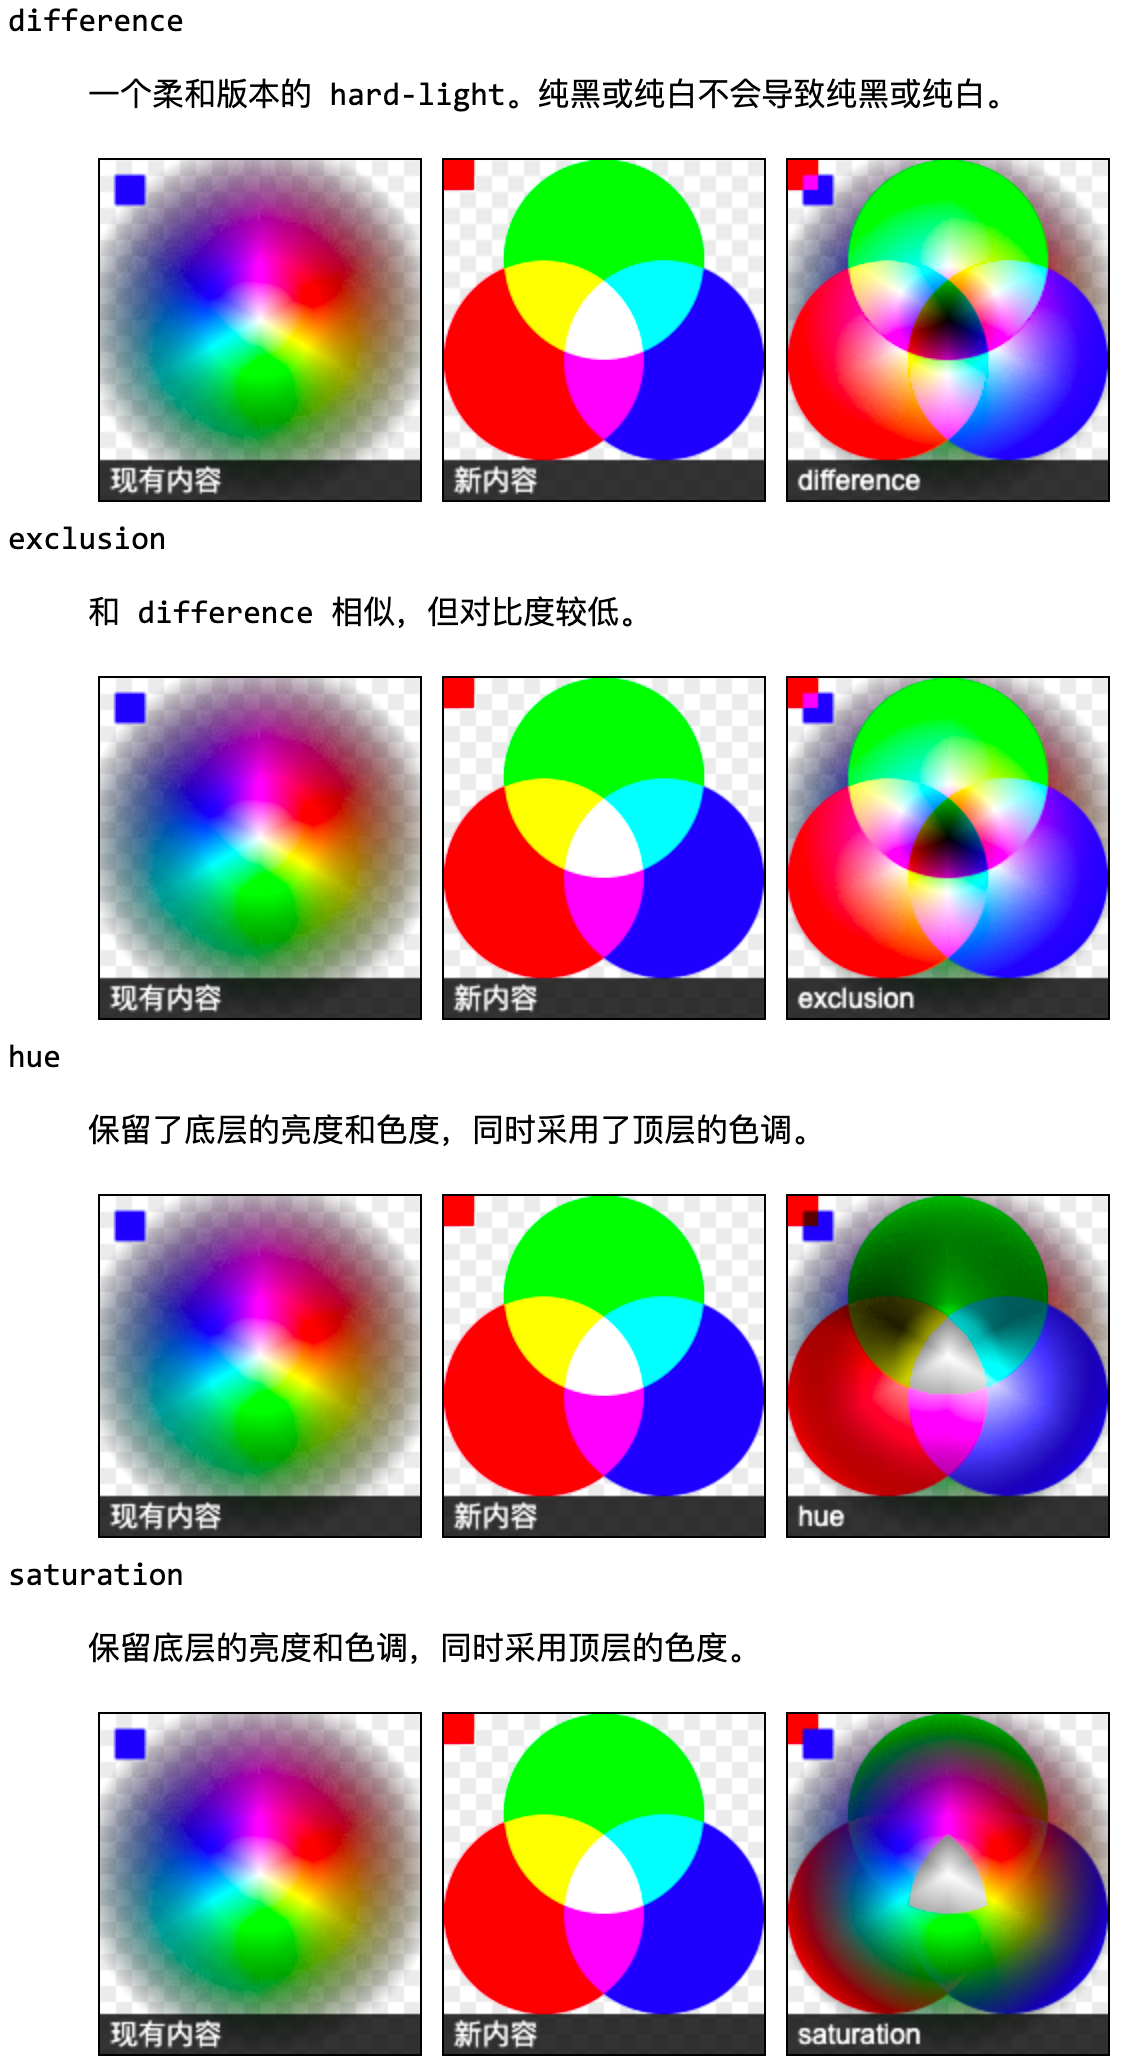 difference
一个柔和版本的 hard-light。纯黑或纯白不会导致纯黑或纯白。
现有内容 新内容 difference
exclusion
和 difference 相似，但对比度较低。
现有内容 新内容 exclusion
hue
保留了底层的亮度和色度，同时采用了顶层的色调。
现有内容 新内容 hue
saturation
保留底层的亮度和色调，同时采用顶层的色度。
现有内容 新内容 saturation